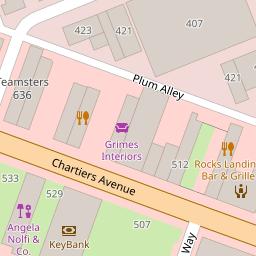 423
407
421
421
Plum Alley
Teamsters
636
Grimes
Interiors
512
Rocks Landing
Bar & Grille
Chartiers Avenue
533
529
Angela
Nolfi &
Co.
KeyBank
507
Way